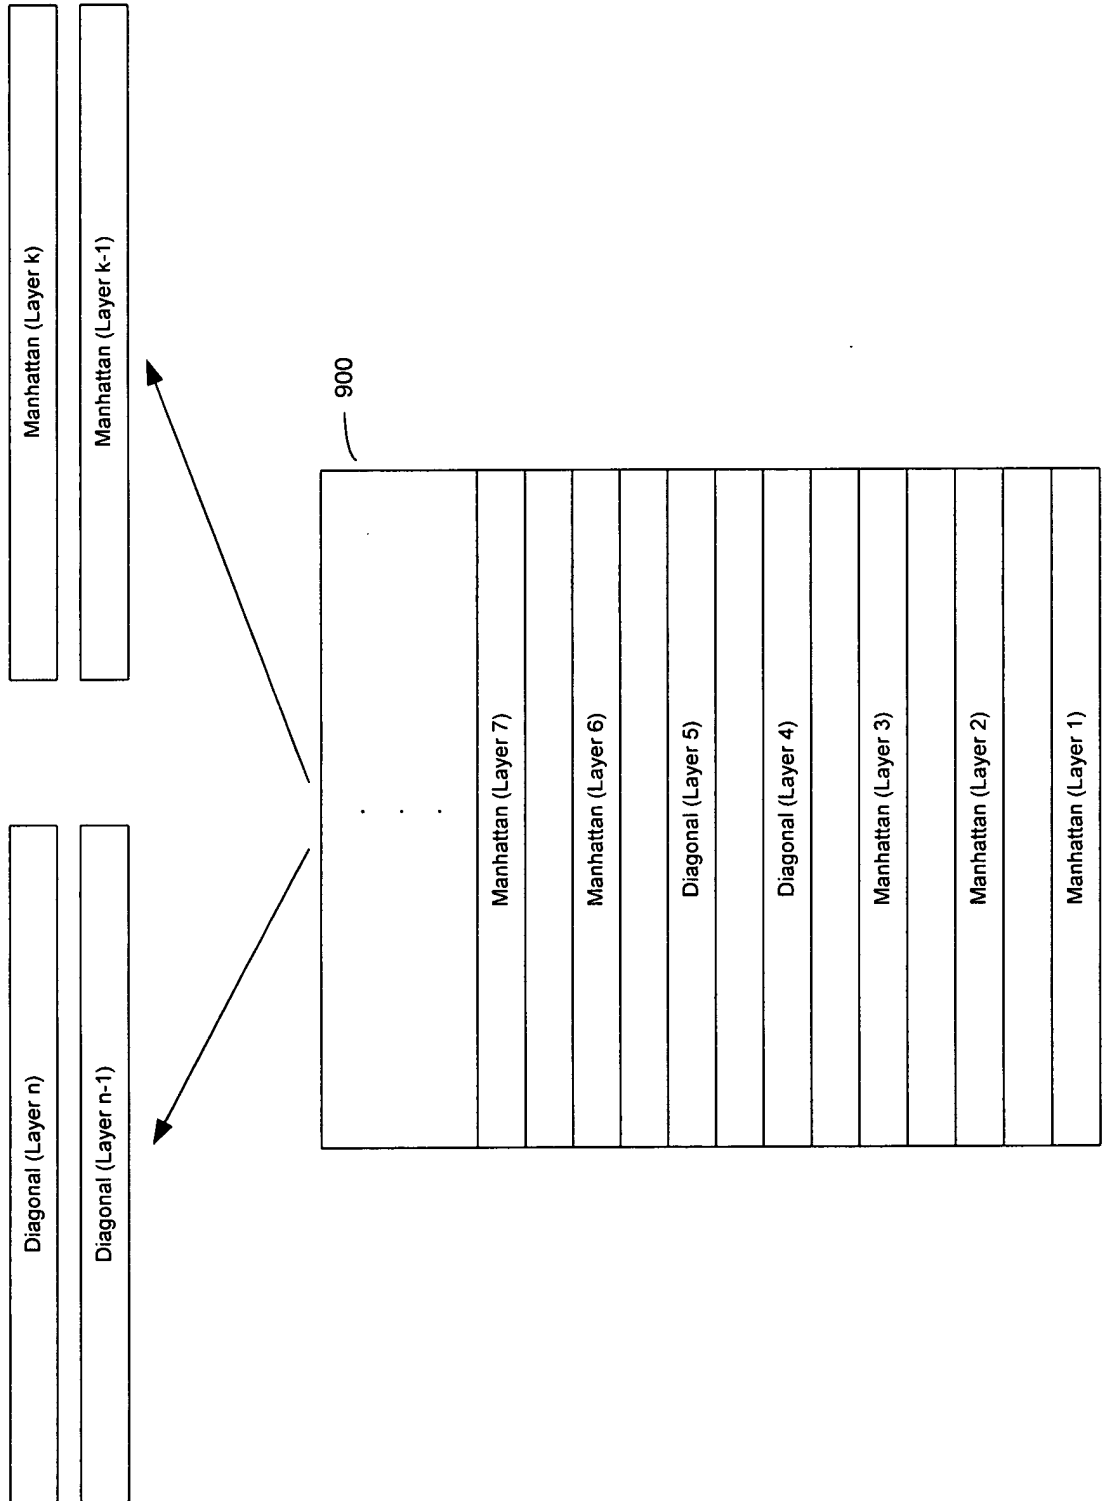 Diagonal (Layer n)
Diagonal (Layer n-1)
Manhattan (Layer k)
Manhattan (Layer k-1)
900
. . .
Manhattan (Layer 7)
Manhattan (Layer 6)
Diagonal (Layer 5)
Diagonal (Layer 4)
Manhattan (Layer 3)
Manhattan (Layer 2)
Manhattan (Layer 1)